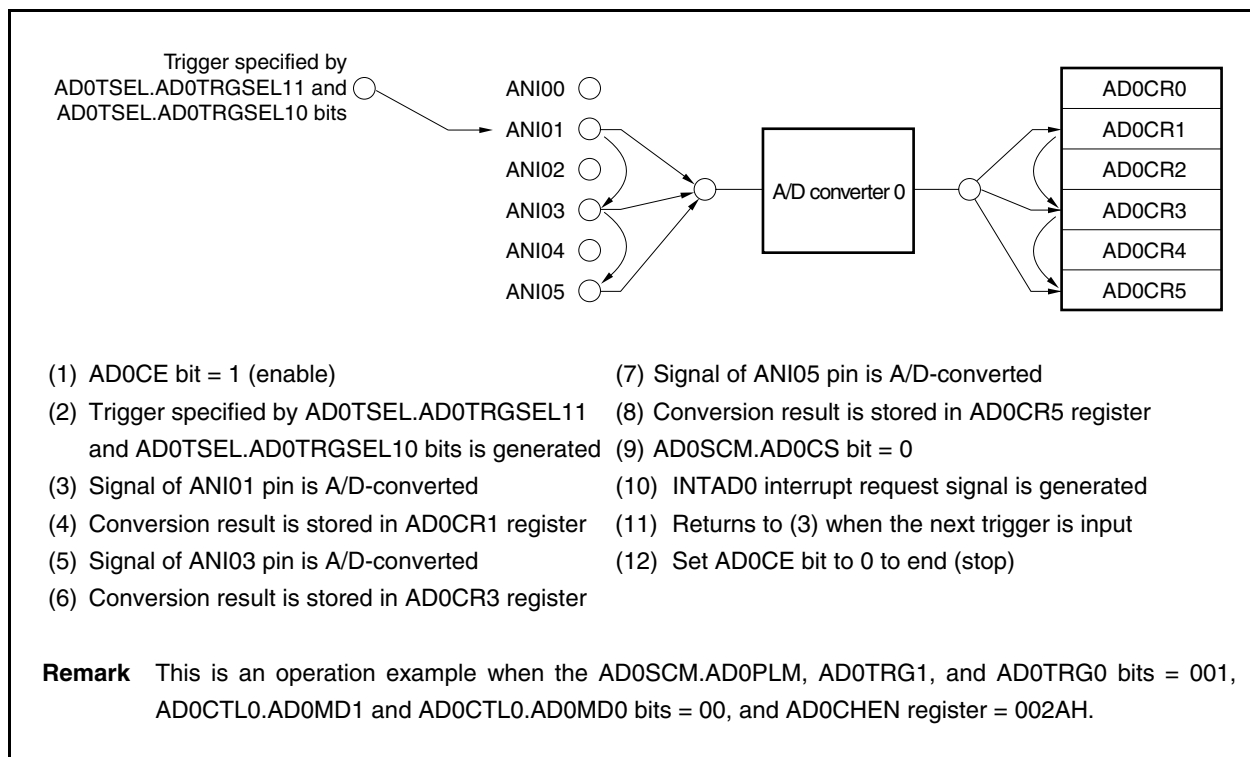 Trigger specified by
AD0TSEL.AD0TRGSEL11 and
AD0TSEL.AD0TRGSEL10 bits
ANI00
ANI01
ANI02
ANI03
ANI04
ANI05
A/D converter 0
AD0CR0
AD0CR1
AD0CR2
AD0CR3
AD0CR4
AD0CR5
(1) AD0CE bit = 1 (enable)
(2) Trigger specified by AD0TSEL.AD0TRGSEL11
and AD0TSEL.AD0TRGSEL10 bits is generated
(3) Signal of ANI01 pin is A/D-converted
(4) Conversion result is stored in AD0CR1 register
(5) Signal of ANI03 pin is A/D-converted
(6) Conversion result is stored in AD0CR3 register
(7) Signal of ANI05 pin is A/D-converted
(8) Conversion result is stored in AD0CR5 register
(9) AD0SCM.AD0CS bit = 0
(10) INTAD0 interrupt request signal is generated
(11) Returns to (3) when the next trigger is input
(12) Set AD0CE bit to 0 to end (stop)
Remark This is an operation example when the AD0SCM.AD0PLM, AD0TRG1, and AD0TRG0 bits = 001,
AD0CTL0.AD0MD1 and AD0CTL0.AD0MD0 bits = 00, and AD0CHEN register = 002AH.